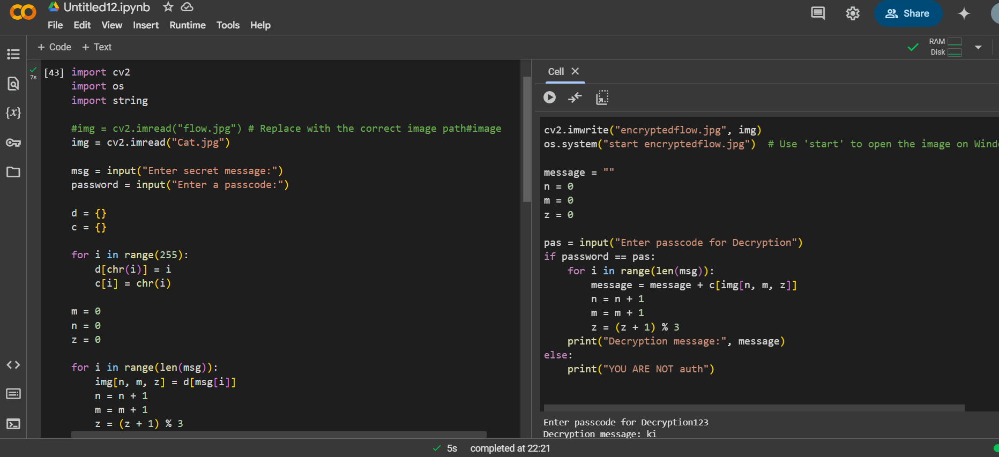 Untitled12.ipynb
File Edit View Insert Runtime Tools Help
Share
+ Code + Text
RAM
Disk
7s
[43] import cv2
import os
import string
#img = cv2.imread("flow.jpg") # Replace with the correct image path#image
img = cv2.imread("Cat.jpg")
msg = input("Enter secret message:")
password = input("Enter a passcode:")
d = {}
c = {}
for i in range(255):
    d[chr(i)] = i
    c[i] = chr(i)
m = 0
n = 0
z = 0
for i in range(len(msg)):
    img[n, m, z] = d[msg[i]]
    n = n + 1
    m = m + 1
    z = (z + 1) % 3
Cell
cv2.imwrite("encryptedflow.jpg", img)
os.system("start encryptedflow.jpg")  # Use 'start' to open the image on Wind
message = ""
n = 0
m = 0
z = 0
pas = input("Enter passcode for Decryption")
if password == pas:
    for i in range(len(msg)):
        message = message + c[img[n, m, z]]
        n = n + 1
        m = m + 1
        z = (z + 1) % 3
    print("Decryption message:", message)
else:
    print("YOU ARE NOT auth")
Enter passcode for Decryption123
Decryption message: ki
5s completed at 22:21